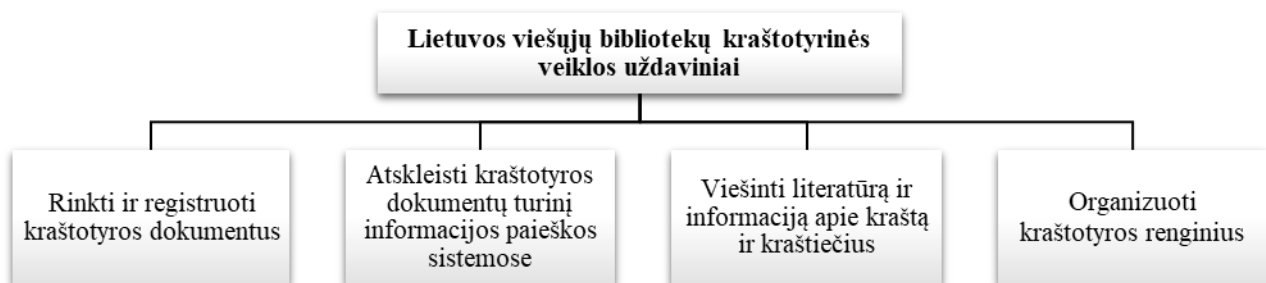 Lietuvos viešųjų bibliotekų kraštotyrinės
veiklos uždaviniai
Rinkti ir registruoti
kraštotyros dokumentus
Atskleisti kraštotyros
dokumentų turinį
informacijos paieškos
sistemose
Viešinti literatūrą ir
informaciją apie kraštą
ir kraštiečius
Organizuoti
kraštotyros renginius